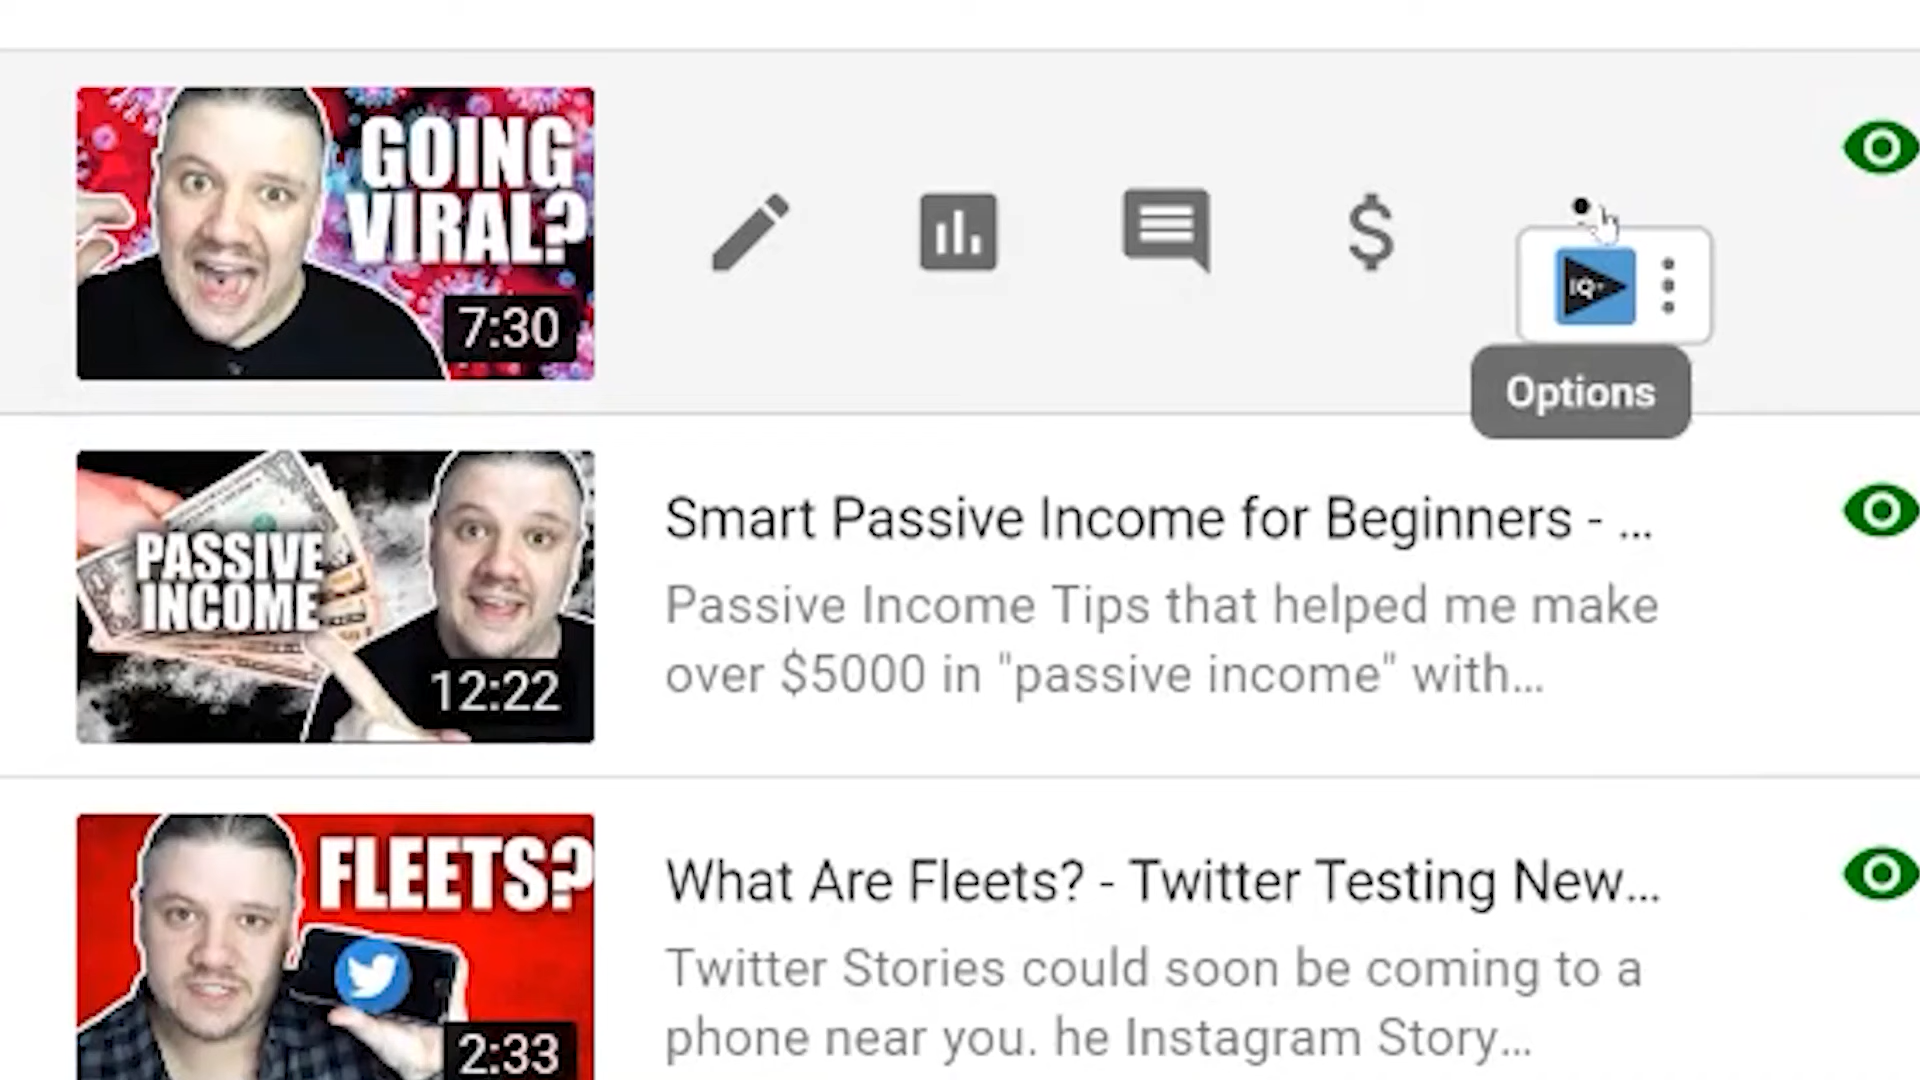 GOING
VIRAL?
7:30
IQ
Options
PASSIVE
INCOME
12:22
Smart Passive Income for Beginners - ...
Passive Income Tips that helped me make
over $5000 in "passive income" with...
FLEETS?
2:33
What Are Fleets? - Twitter Testing New...
Twitter Stories could soon be coming to a
phone near you. he Instagram Story...